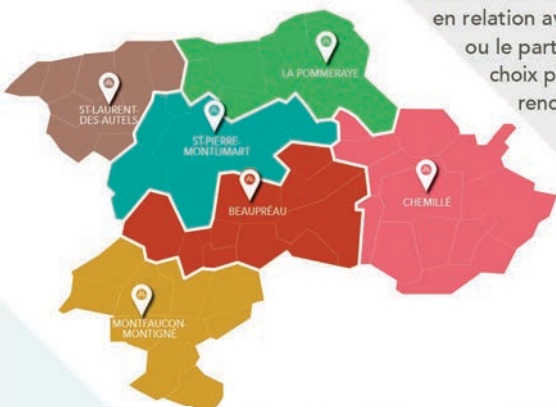 en relation av
ou le part
choix p
renc
LA POMMERAYE
ST-LAURENT-
DES-AUTELS
ST-PIERRE-
MONTLIMART
CHEMILLÉ
BEAUPRÉAU
MONTFAUCON-
MONTIGNÉ